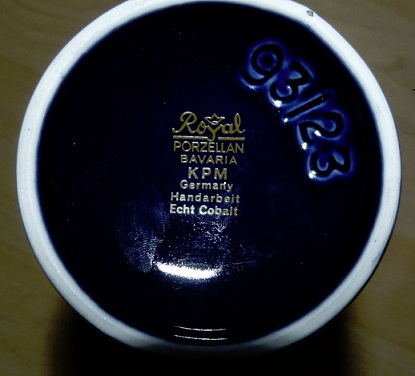 Royal
PORZELLAN
BAVARIA
KPM
Germany
Handarbeit
Echt Cobalt
93/23